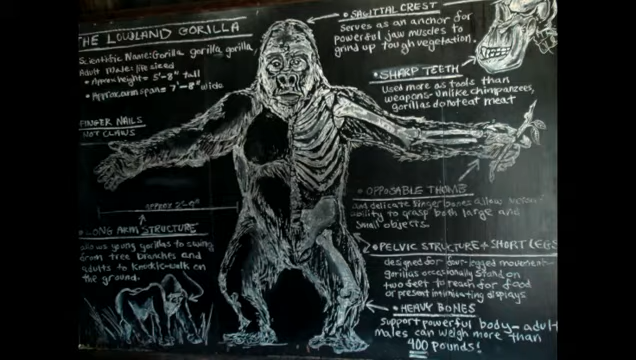 THE LOWLAND GORILLA
Scientific Name: Gorilla gorilla gorilla
Adult Male: life sized
• Approx height = 5'-8" tall
• Approx. arm span = 7'-8" wide
FINGER NAILS
NOT CLAWS
APPROX
• LONG ARM STRUCTURE
allows young gorillas to swing
from tree branches and
adults to knuckle-walk on
the ground.
• SAGITTAL CREST
Serves as an anchor for
powerful jaw muscles to
grind up tough vegetation.
• SHARP TEETH
Used more as tools than
weapons - unlike chimpanzees,
gorillas do not eat meat
• OPPOSABLE THUMB
and delicate finger bones allow
ability to grasp both large and
small objects.
• PELVIC STRUCTURE + SHORT LEGS
designed for four-legged movement -
gorillas occasionally stand on
two feet to reach for food
or present intimidating displays
• HEAVY BONES
Support powerful body - adult
males can weigh more than
400 pounds!